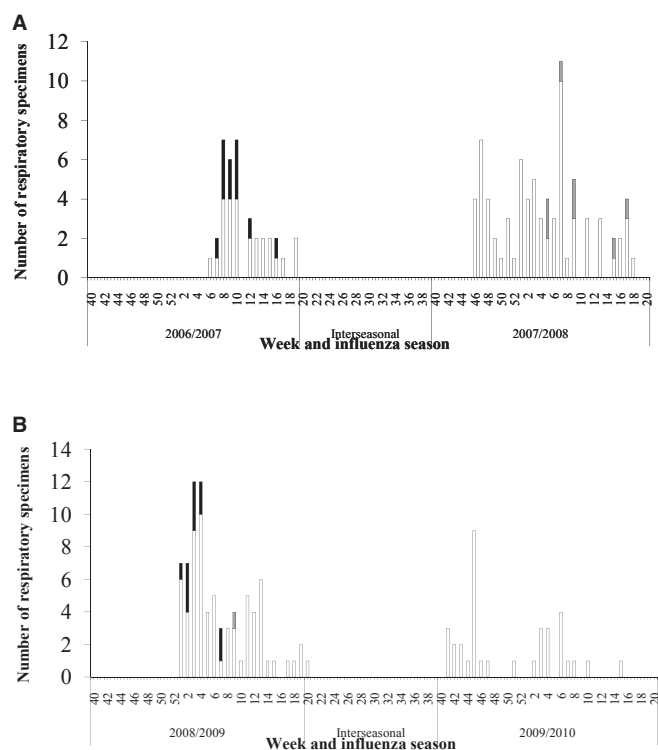 A
Number of respiratory specimens
12
10
8
6
4
2
0
40 42 44 46 48 50 52 2 4 6 8 10 12 14 16 18 20 22 24 26 28 30 32 34 36 38 40 42 44 46 48 50 52 2 4 6 8 10 12 14 16 18 20
2006/2007 Interseasonal 2007/2008
Week and influenza season
B
Number of respiratory specimens
14
12
10
8
6
4
2
0
40 42 44 46 48 50 52 2 4 6 8 10 12 14 16 18 20 22 24 26 28 30 32 34 36 38 40 42 44 46 48 50 52 2 4 6 8 10 12 14 16 18 20
2008/2009 Interseasonal 2009/2010
Week and influenza season